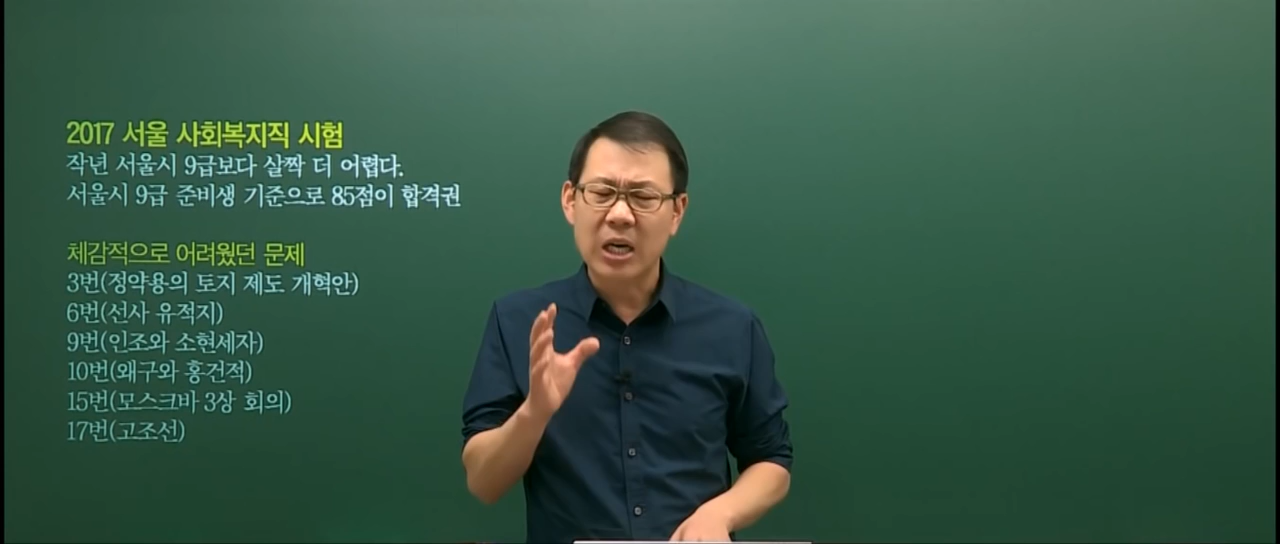 2017 서울 사회복지직 시험
작년 서울시 9급보다 살짝 더 어렵다.
서울시 9급 준비생 기준으로 85점이 합격권
체감적으로 어려웠던 문제
3번(정약용의 토지 제도 개혁안)
6번(선사 유적지)
9번(인조와 소현세자)
10번(왜구와 홍건적)
15번(모스크바 3상 회의)
17번(고조선)